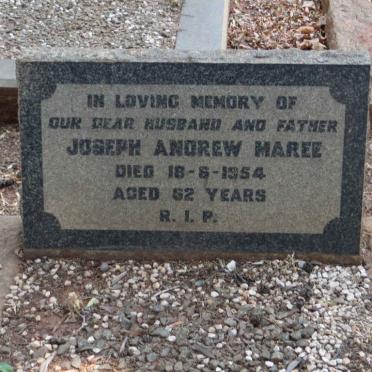 IN LOVING MEMORY OF
OUR DEAR HUSBAND AND FATHER
JOSEPH ANDREW MAREE
DIED 18-6-1954
AGED 62 YEARS
R. I. P.